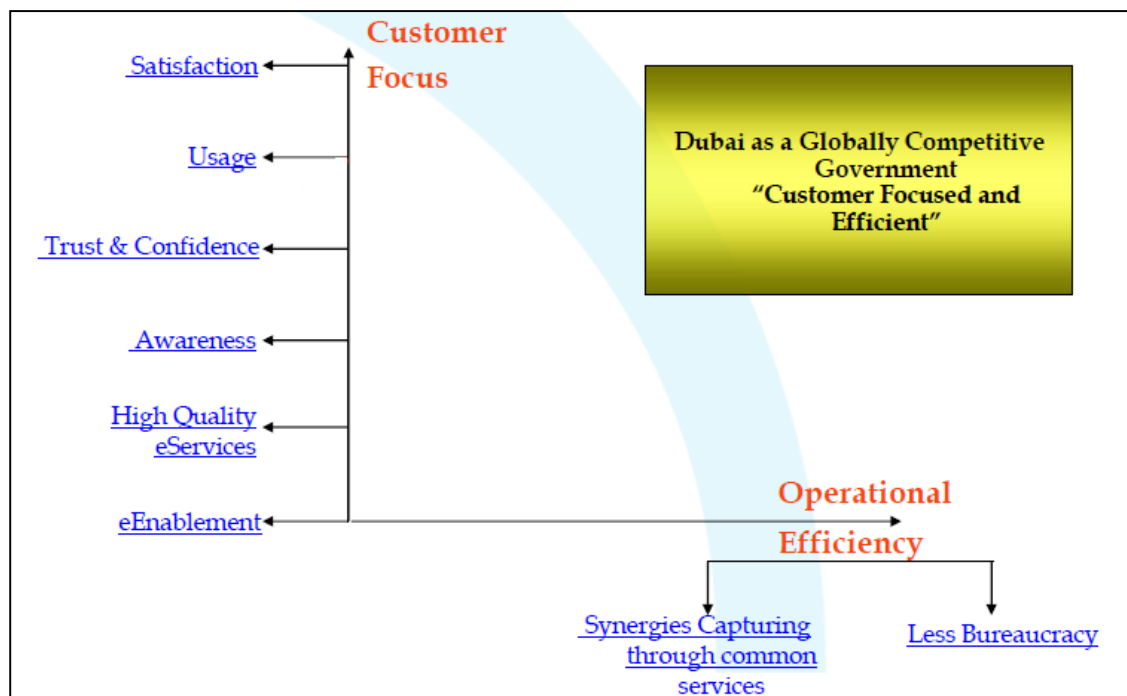 Customer
Focus
Satisfaction
Dubai as a Globally Competitive
Government
“Customer Focused and
Efficient”
Usage
Trust & Confidence
Awareness
High Quality
eServices
eEnablement
Operational
Efficiency
Synergies Capturing
through common
services
Less Bureaucracy